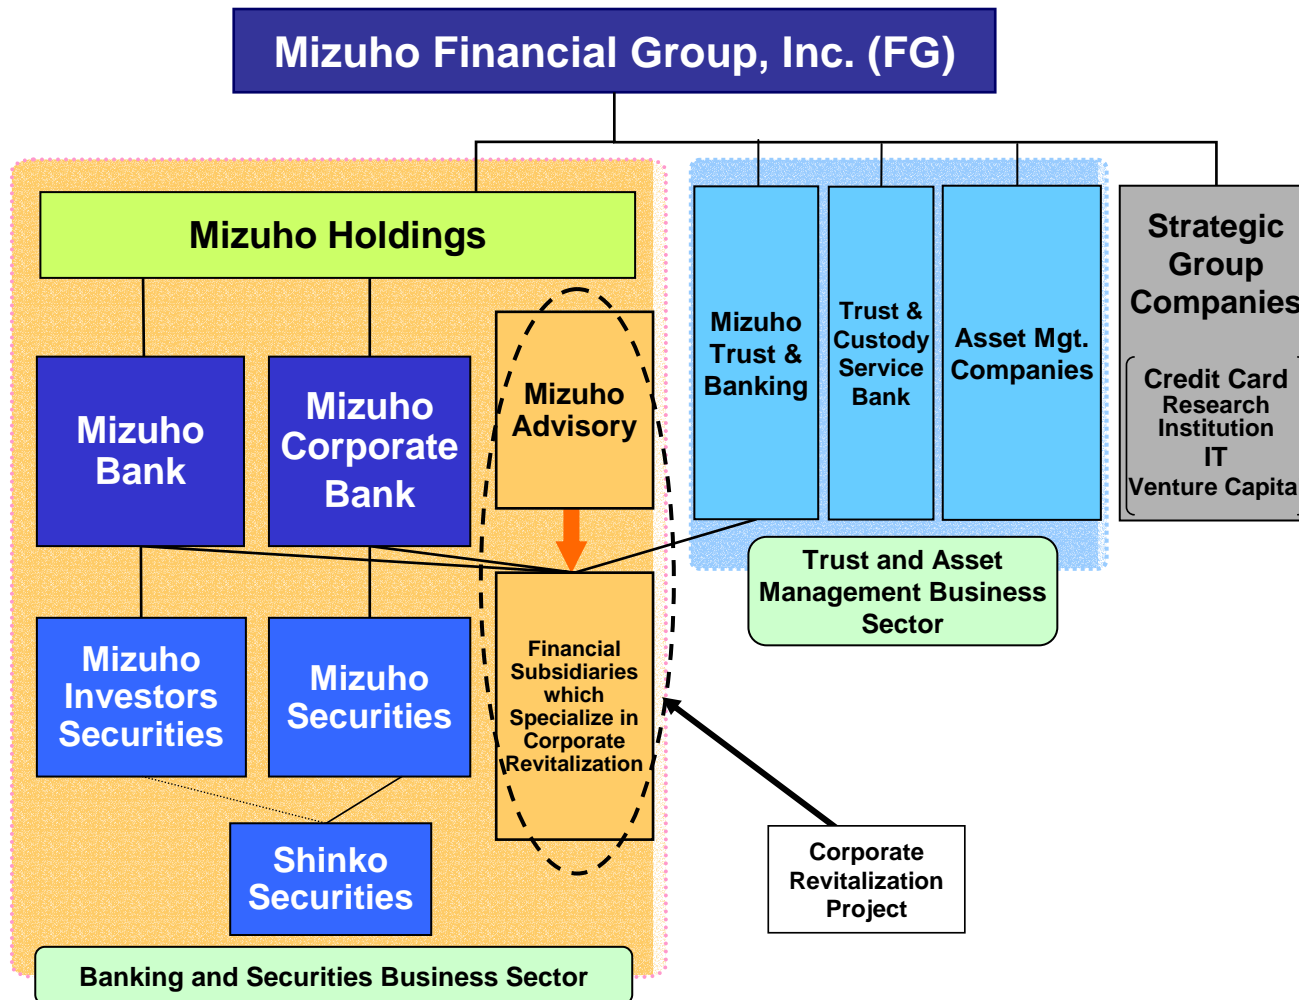 Mizuho Financial Group, Inc. (FG)
Mizuho Holdings
Mizuho
Bank
Mizuho
Corporate
Bank
Mizuho
Advisory
Mizuho
Investors
Securities
Mizuho
Securities
Financial
Subsidiaries
which
Specialize in
Corporate
Revitalization
Shinko
Securities
Banking and Securities Business Sector
Mizuho
Trust &
Banking
Trust &
Custody
Service
Bank
Asset Mgt.
Companies
Trust and Asset
Management Business
Sector
Strategic
Group
Companies
Credit Card
Research
Institution
IT
Venture Capital
Corporate
Revitalization
Project